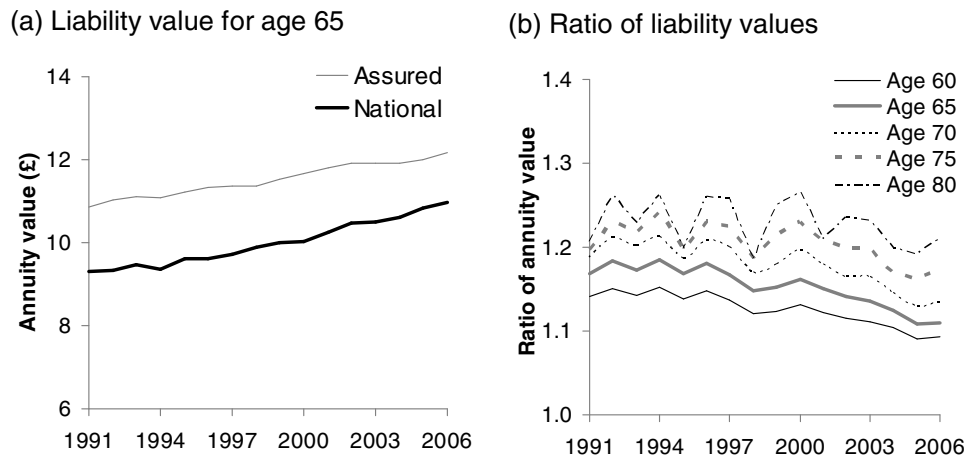 (a) Liability value for age 65
14
12
10
8
6
Annuity value (£)
Assured
National
1991 1994 1997 2000 2003 2006
(b) Ratio of liability values
1.4
1.3
1.2
1.1
1.0
Ratio of annuity value
Age 60
Age 65
Age 70
Age 75
Age 80
1991 1994 1997 2000 2003 2006